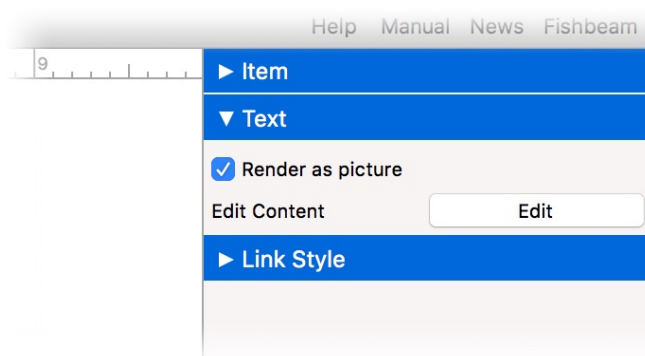 Help Manual News Fishbeam
9
▶ Item
▼ Text
Render as picture
Edit Content Edit
▶ Link Style